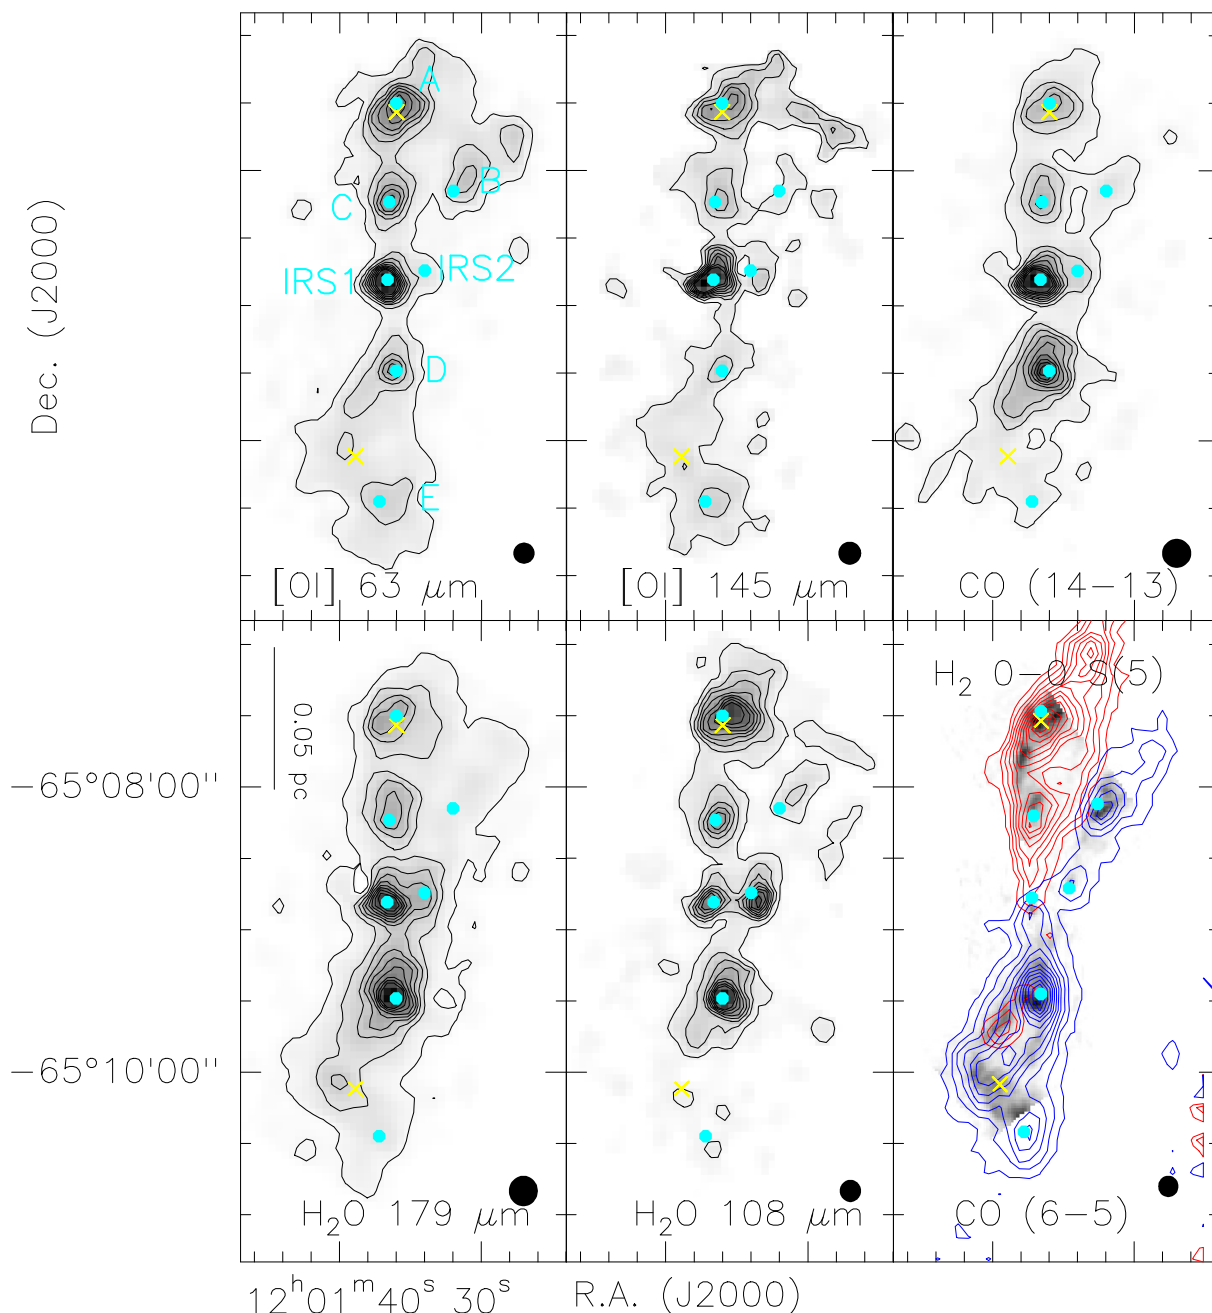 Dec. (J2000)
A
B
C
IRS1
IRS2
D
E
[OI] 63 μm
[OI] 145 μm
CO (14−13)
0.05 pc
H₂ 0−0 S(5)
−65°08'00''
−65°10'00''
H₂O 179 μm
H₂O 108 μm
CO (6−5)
12ʰ01ᵐ40ˢ 30ˢ
R.A. (J2000)